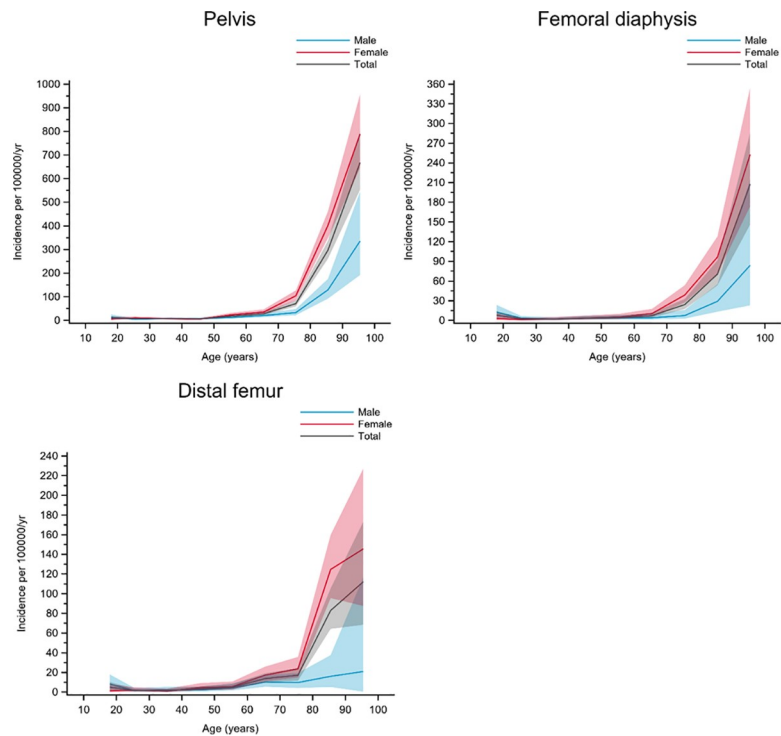 Pelvis
Male
Female
Total
1000
900
800
700
600
500
400
300
200
100
0
Incidence per 100000/yr
10 20 30 40 50 60 70 80 90 100
Age (years)
Femoral diaphysis
Male
Female
Total
360
330
300
270
240
210
180
150
120
90
60
30
0
Incidence per 100000/yr
10 20 30 40 50 60 70 80 90 100
Age (years)
Distal femur
Male
Female
Total
240
220
200
180
160
140
120
100
80
60
40
20
0
Incidence per 100000/yr
10 20 30 40 50 60 70 80 90 100
Age (years)